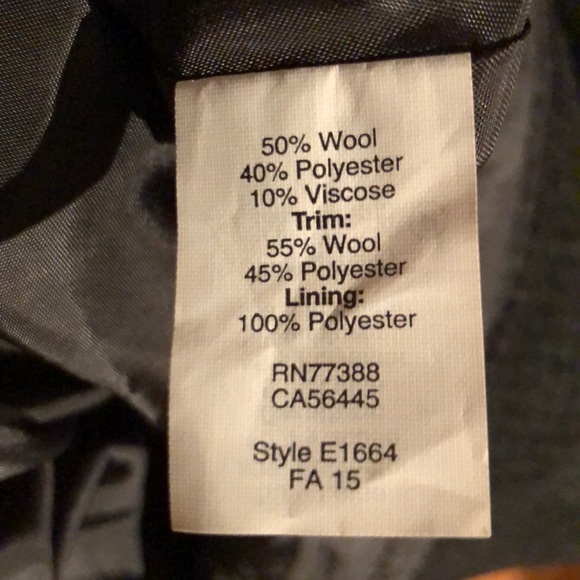 50% Wool
40% Polyester
10% Viscose
Trim:
55% Wool
45% Polyester
Lining:
100% Polyester
RN77388
CA56445
Style E1664
FA 15